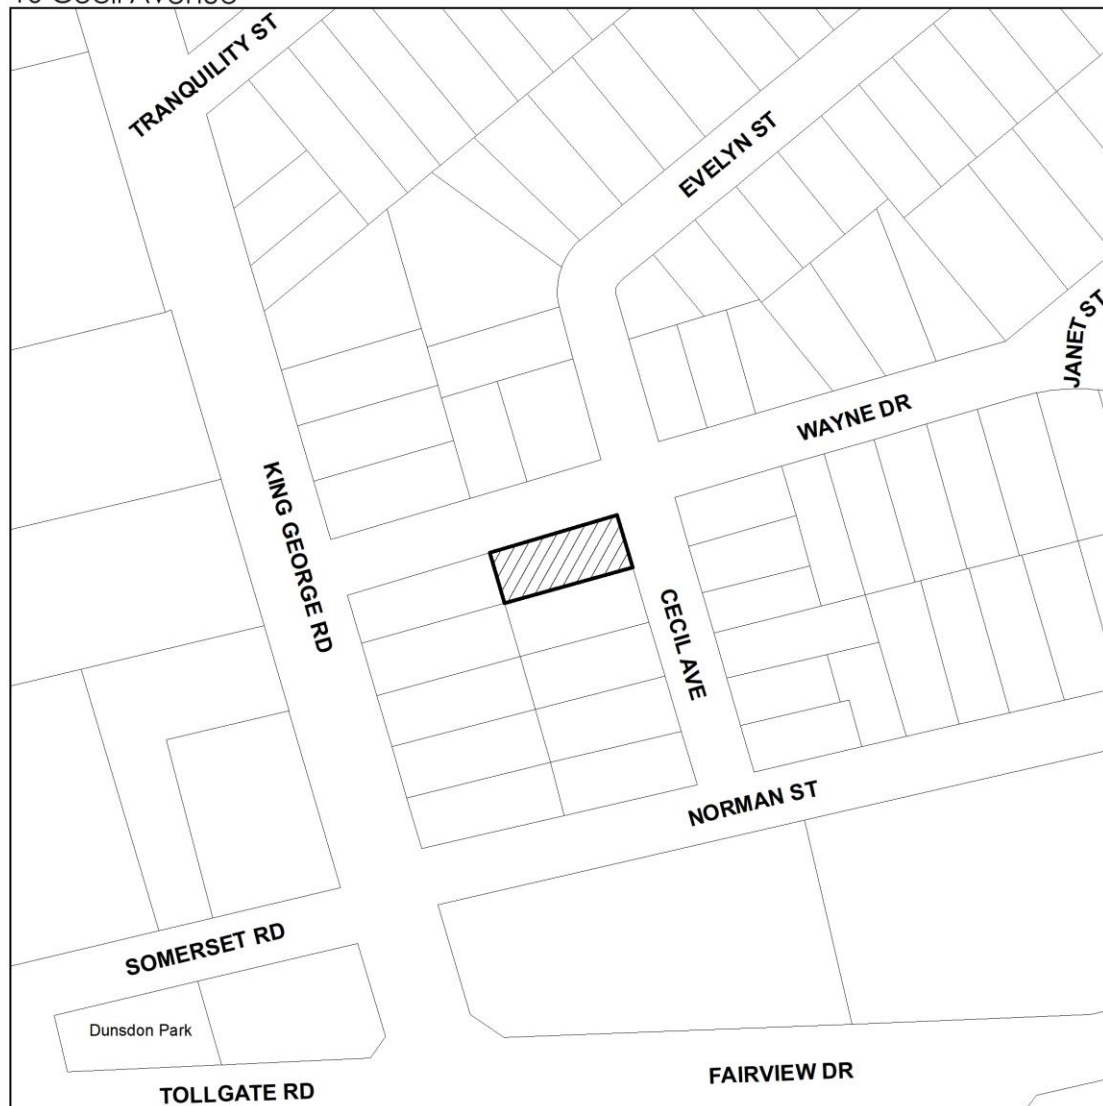 TRANQUILITY ST
EVELYN ST
JANET ST
WAYNE DR
KING GEORGE RD
CECIL AVE
NORMAN ST
SOMERSET RD
Dunsdon Park
FAIRVIEW DR
TOLLGATE RD